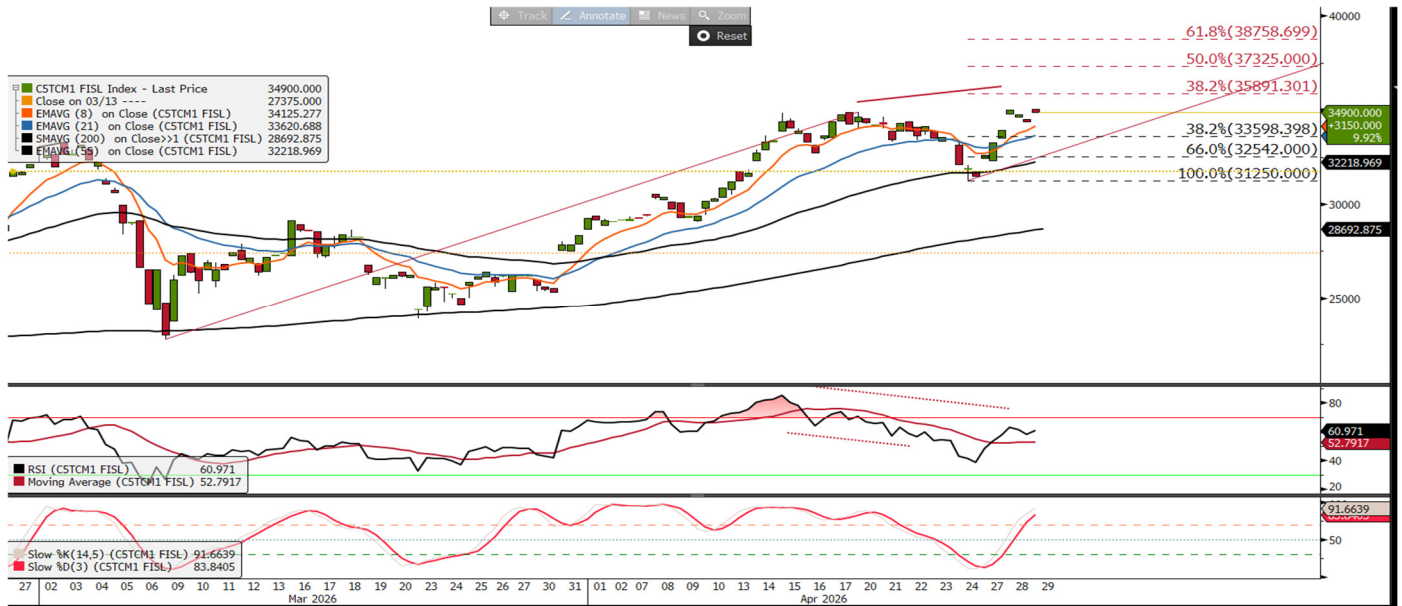 Track Annotate News Zoom
Reset
C5TCM1 FISL Index - Last Price 34900.000
Close on 03/13 ---- 27375.000
EMAVG (8) on Close (C5TCM1 FISL) 34125.277
EMAVG (21) on Close (C5TCM1 FISL) 33620.688
SMAVG (200) on Close>>1 (C5TCM1 FISL) 28692.875
EMAVG (55) on Close (C5TCM1 FISL) 32218.969
61.8%(38758.699)
50.0%(37325.000)
38.2%(35891.301)
38.2%(33598.398)
66.0%(32542.000)
100.0%(31250.000)
40000
34900.000
33150.000
9.92%
32218.969
30000
28692.875
25000
RSI (C5TCM1 FISL) 60.971
Moving Average (C5TCM1 FISL) 52.7917
80
60.971
52.7917
40
20
Slow %K(14,5) (C5TCM1 FISL) 91.6639
Slow %D(3) (C5TCM1 FISL) 83.8405
91.6639
50
27 02 03 04 05 06 09 10 11 12 13 16 17 18 19 20 23 24 25 26 27 30 31 01 02 07 08 09 10 13 14 15 16 17 20 21 22 23 24 27 28 29
Mar 2026 Apr 2026